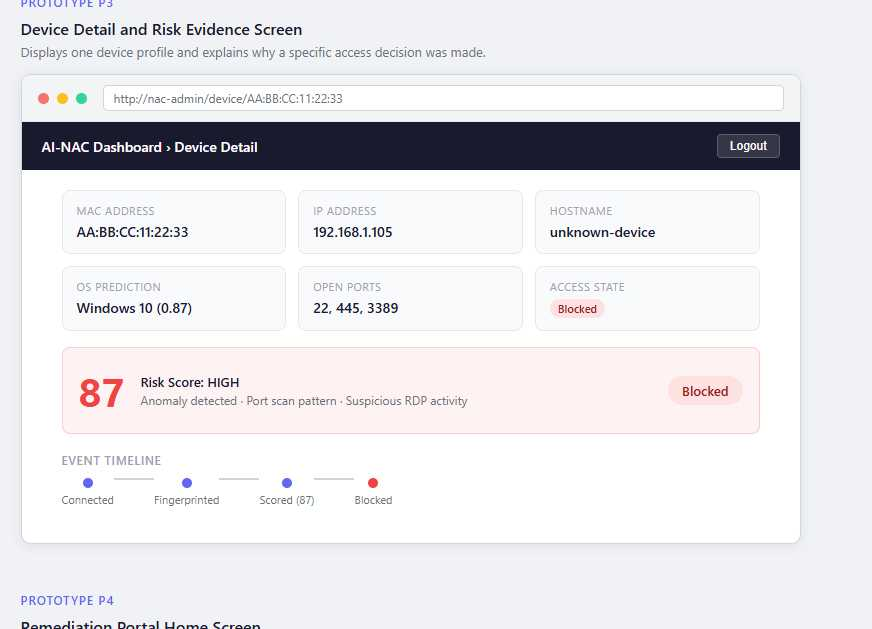 PROTOTYPE P3
Device Detail and Risk Evidence Screen
Displays one device profile and explains why a specific access decision was made.
http://nac-admin/device/AA:BB:CC:11:22:33
AI-NAC Dashboard › Device Detail
Logout
MAC ADDRESS
AA:BB:CC:11:22:33
IP ADDRESS
192.168.1.105
HOSTNAME
unknown-device
OS PREDICTION
Windows 10 (0.87)
OPEN PORTS
22, 445, 3389
ACCESS STATE
Blocked
87
Risk Score: HIGH
Anomaly detected · Port scan pattern · Suspicious RDP activity
Blocked
EVENT TIMELINE
Connected
Fingerprinted
Scored (87)
Blocked
PROTOTYPE P4
Remediation Portal Home Screen